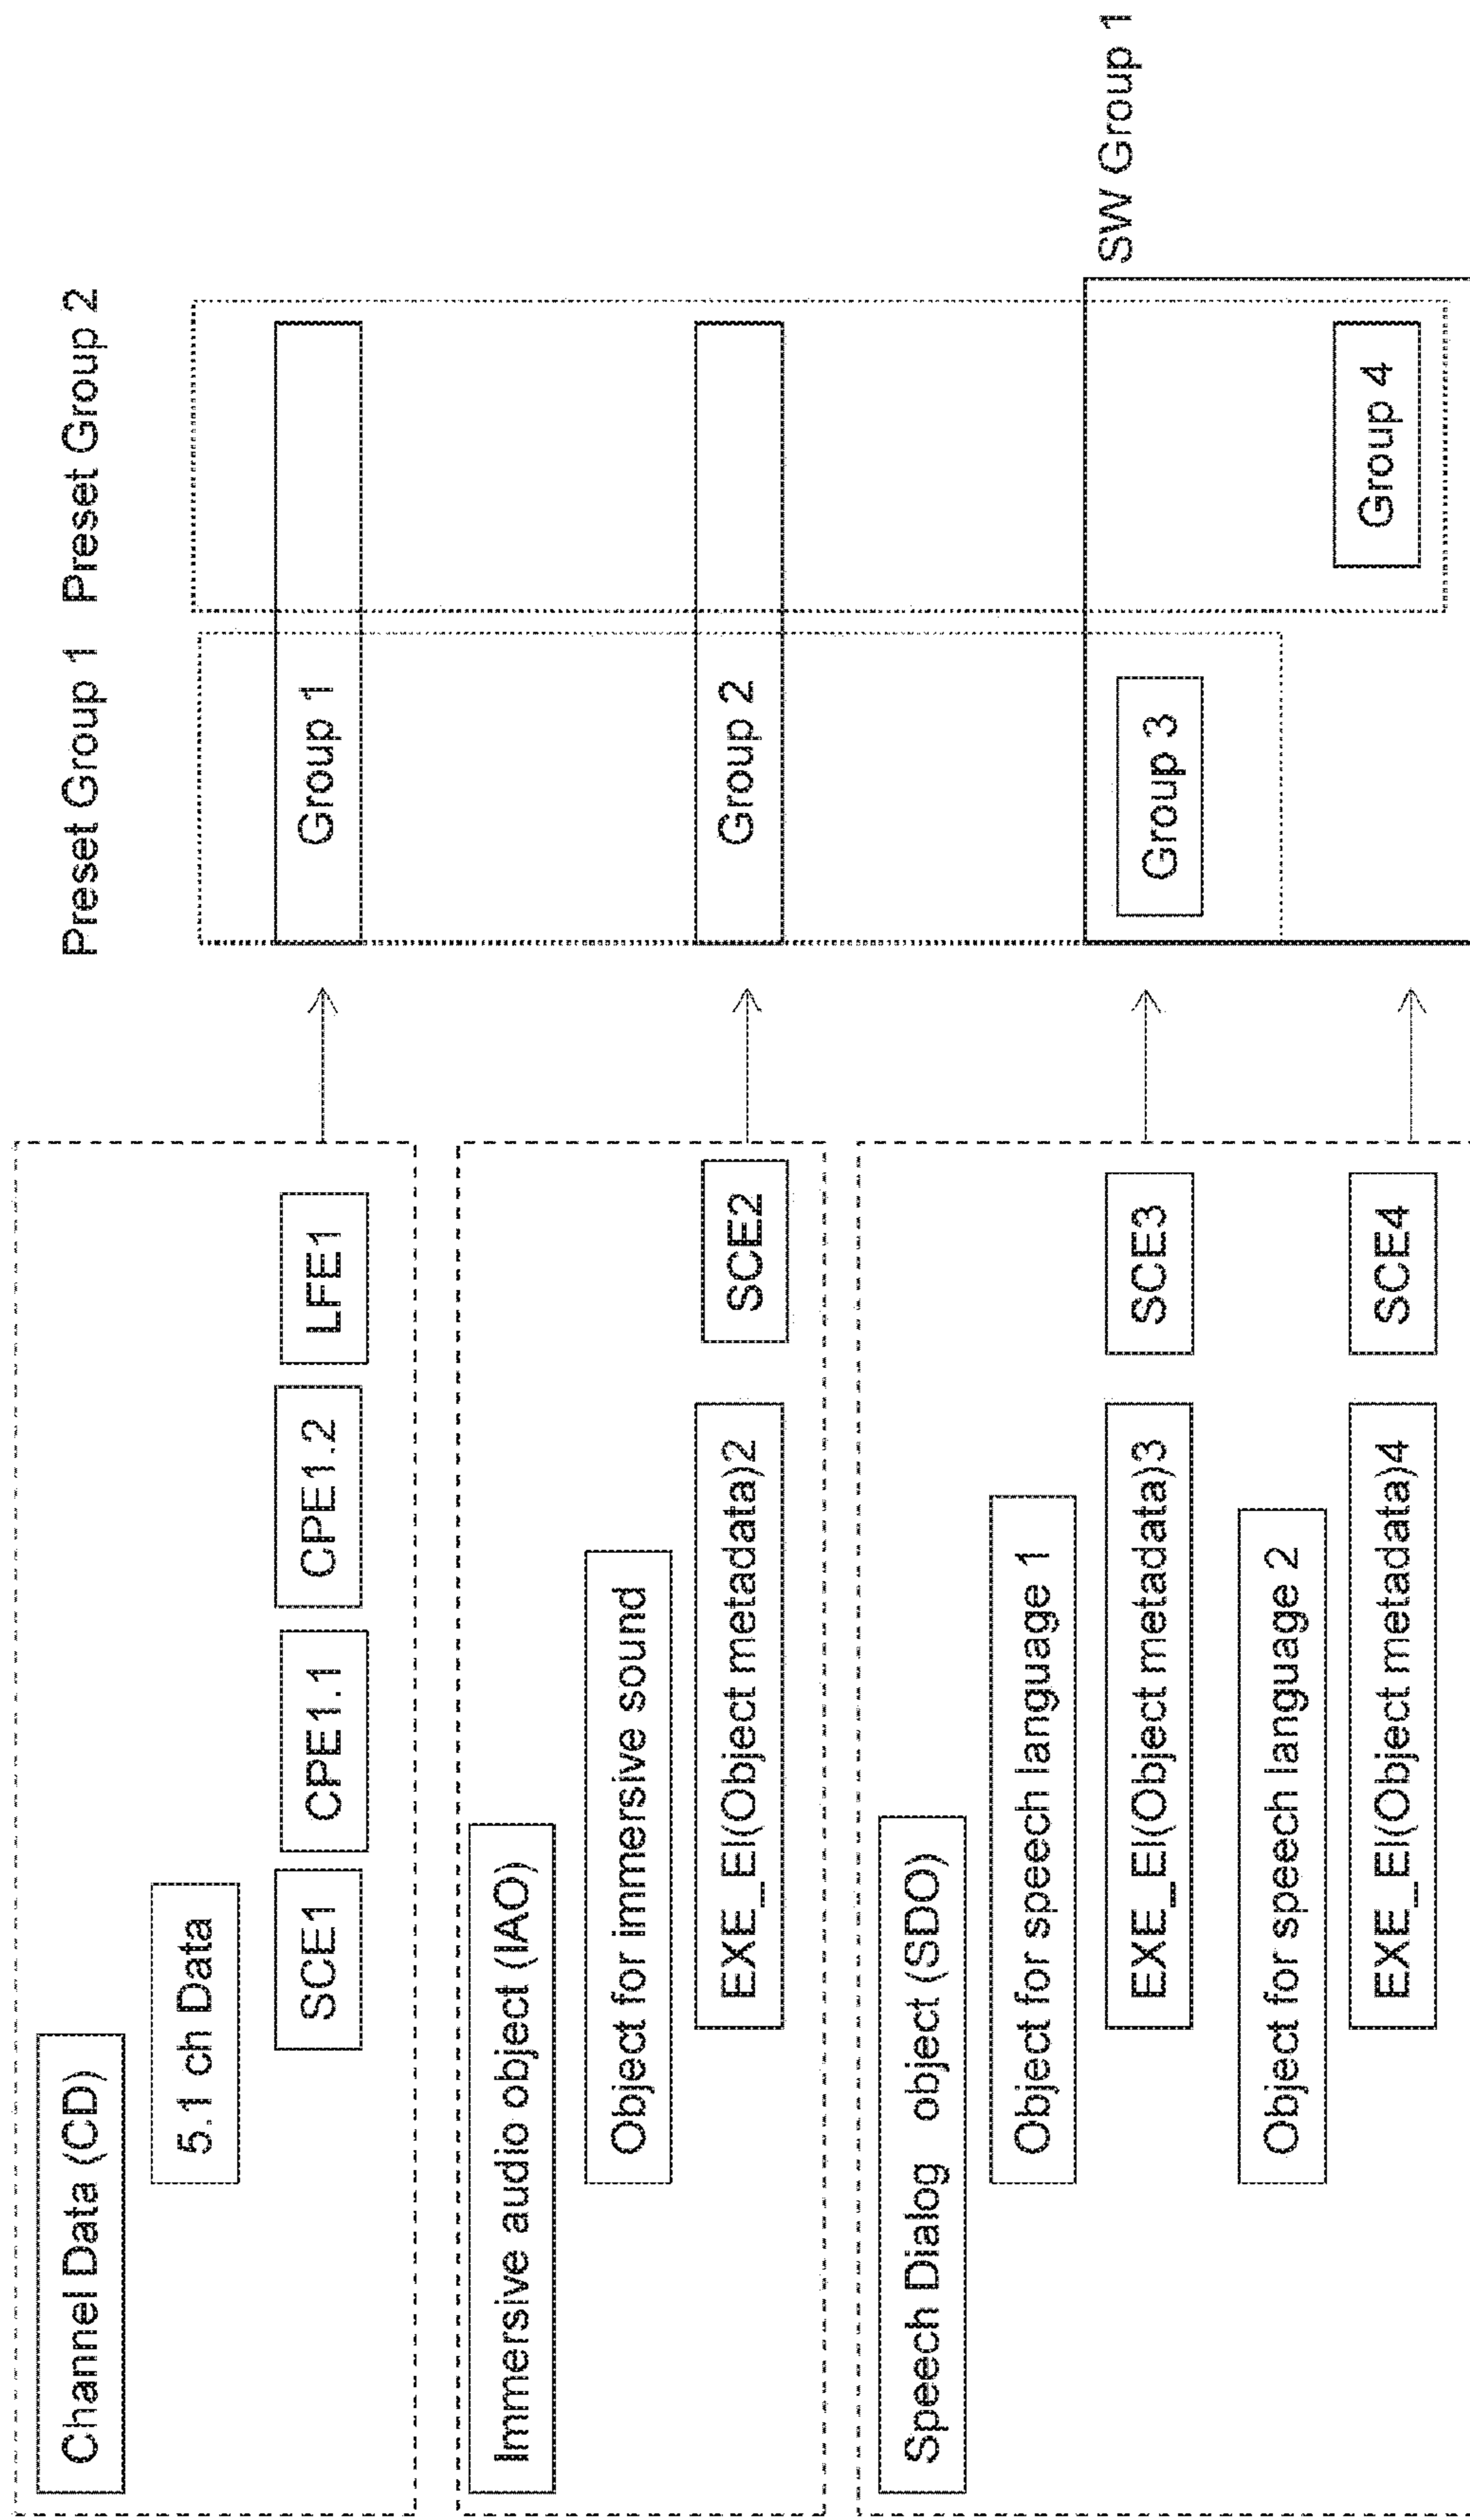 Preset Group 1 Preset Group 2
Channel Data (CD)
5.1 ch Data
SCE1 CPE1.1 CPE1.2 LFE1
Group 1
Immersive audio object (IAO)
Object for immersive sound
EXE_El(Object metadata)2 SCE2
Group 2
SW Group 1
Speech Dialog object (SDO)
Object for speech language 1
EXE_El(Object metadata)3 SCE3
Group 3
Object for speech language 2
EXE_El(Object metadata)4 SCE4
Group 4